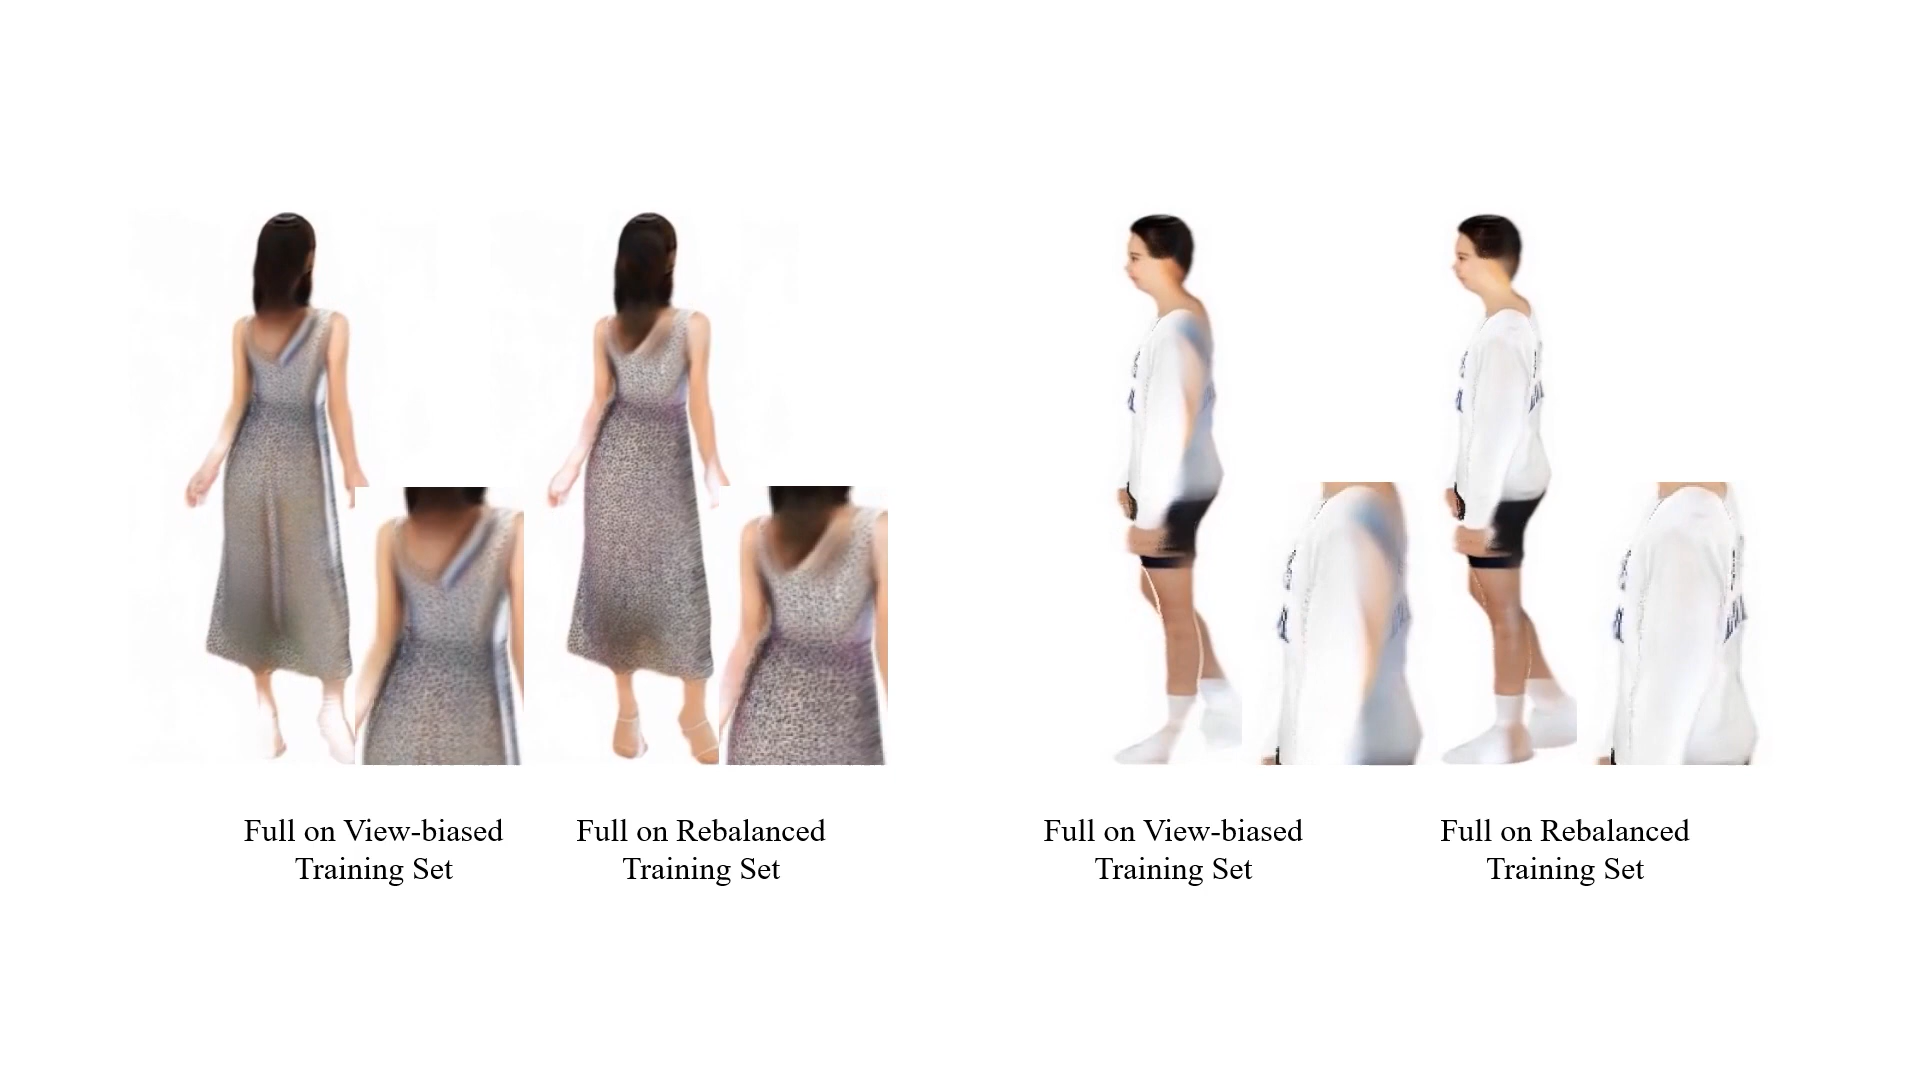 Full on View-biased
Training Set
Full on Rebalanced
Training Set
Full on View-biased
Training Set
Full on Rebalanced
Training Set